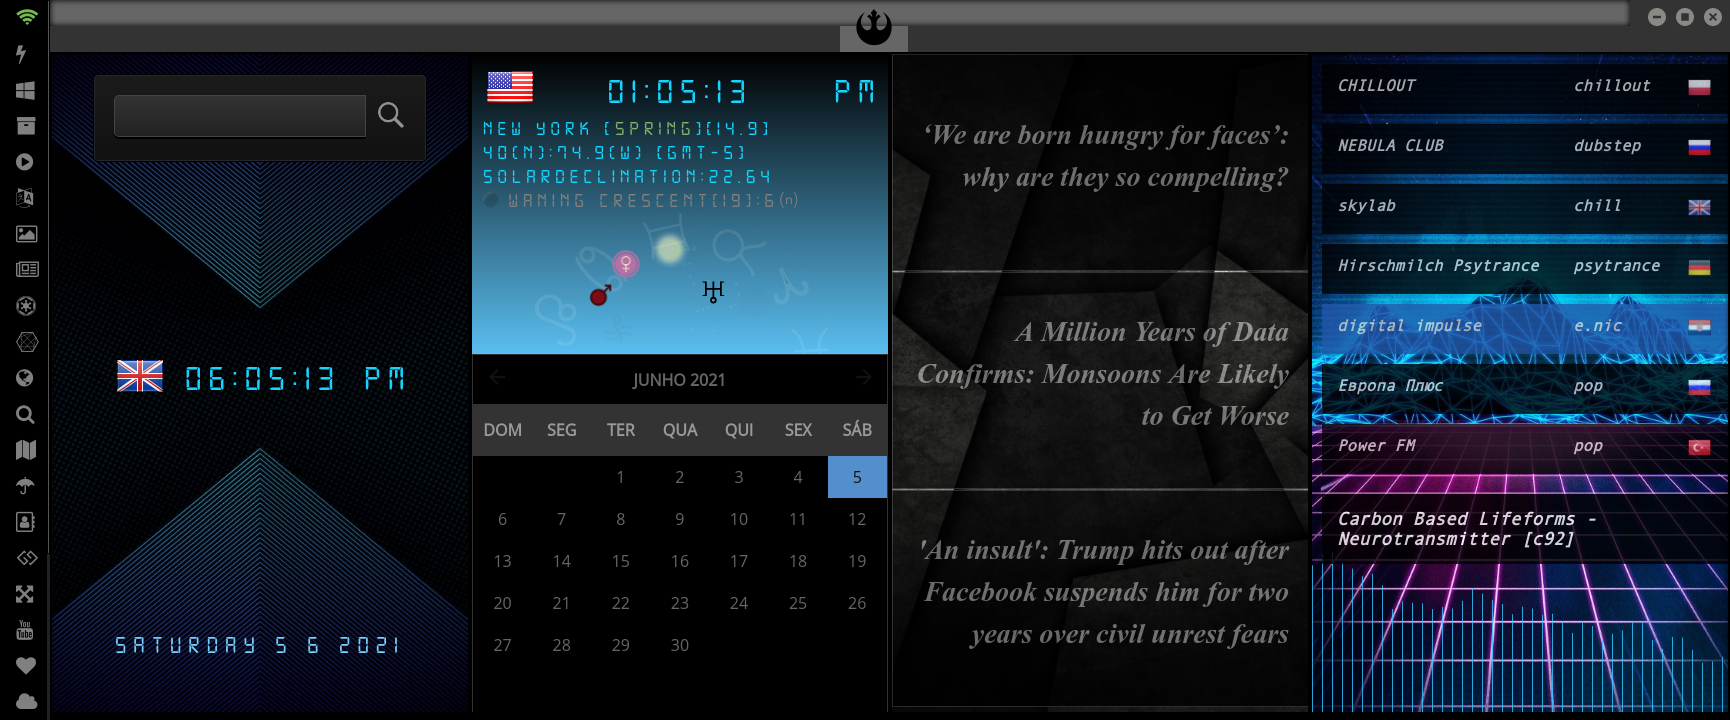 06:05:13 PM
SATURDAY 5 6 2021
01:05:13 PM
NEW YORK [SPRING][14.9]
40(N):74.9(W) [GMT-5]
SOLARDECLINATION:22.64
WANING CRESCENT[19]:6 (n)
JUNHO 2021
DOM SEG TER QUA QUI SEX SÁB
1 2 3 4 5
6 7 8 9 10 11 12
13 14 15 16 17 18 19
20 21 22 23 24 25 26
27 28 29 30
‘We are born hungry for faces’:
why are they so compelling?
A Million Years of Data
Confirms: Monsoons Are Likely
to Get Worse
'An insult': Trump hits out after
Facebook suspends him for two
years over civil unrest fears
CHILLOUT chillout
NEBULA CLUB dubstep
skylab chill
Hirschmilch Psytrance psytrance
digital impulse e.nic
Европа Плюс pop
Power FM pop
Carbon Based Lifeforms -
Neurotransmitter [c92]
You
Tube